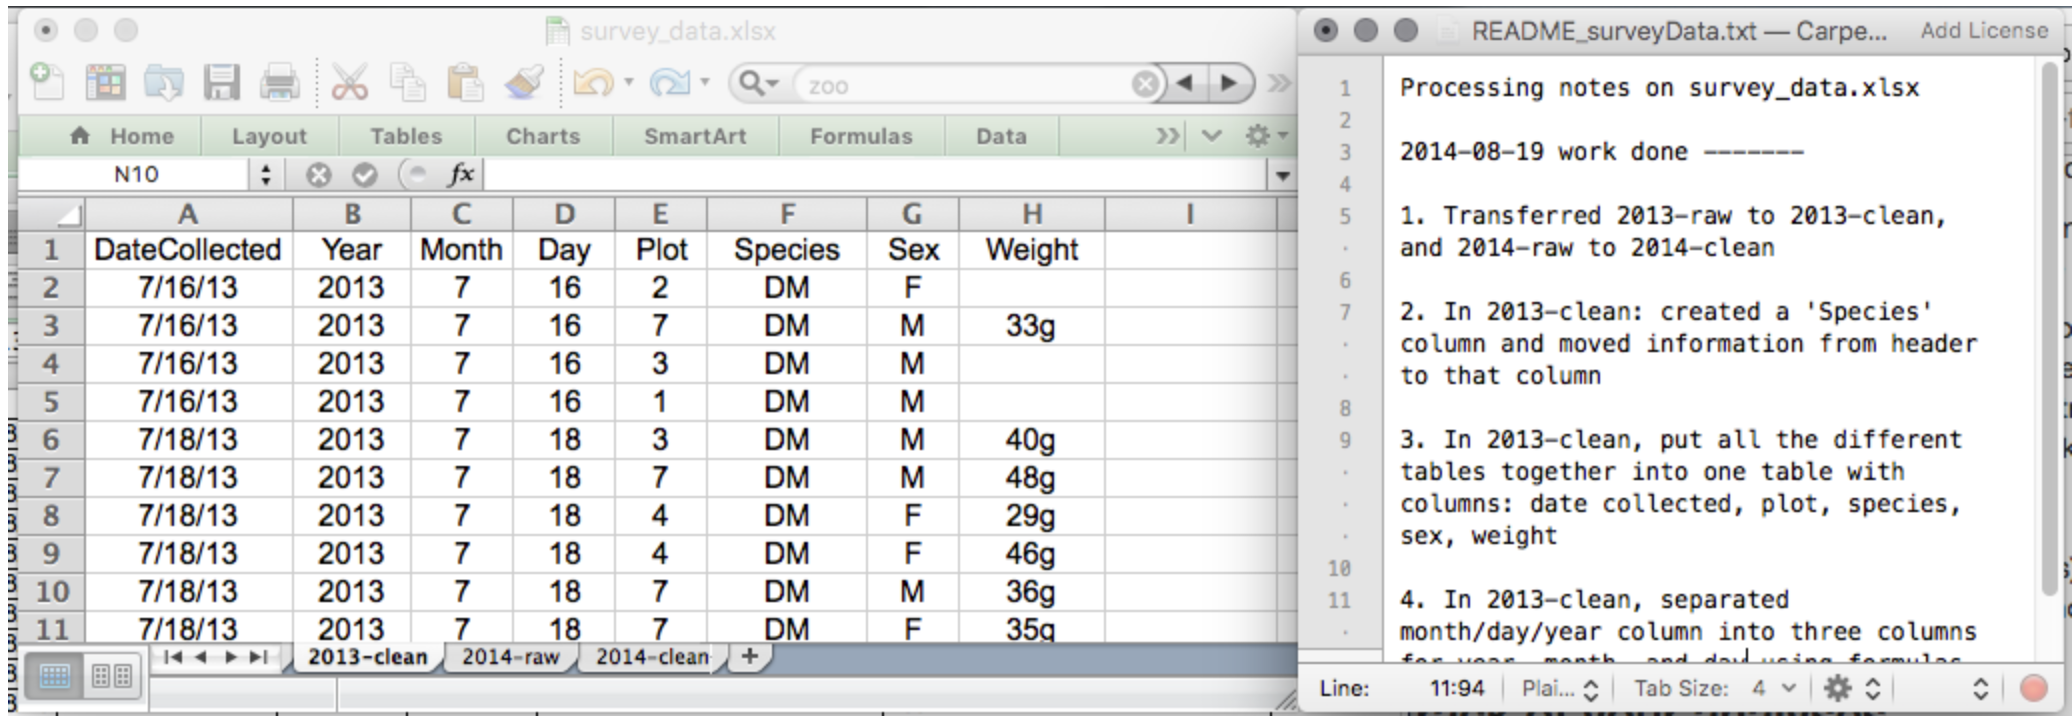 survey_data.xlsx
zoo
Home Layout Tables Charts SmartArt Formulas Data
N10 fx
A B C D E F G H I
1 DateCollected Year Month Day Plot Species Sex Weight
2 7/16/13 2013 7 16 2 DM F
3 7/16/13 2013 7 16 7 DM M 33g
4 7/16/13 2013 7 16 3 DM M
5 7/16/13 2013 7 16 1 DM M
6 7/18/13 2013 7 18 3 DM M 40g
7 7/18/13 2013 7 18 7 DM M 48g
8 7/18/13 2013 7 18 4 DM F 29g
9 7/18/13 2013 7 18 4 DM F 46g
10 7/18/13 2013 7 18 7 DM M 36g
11 7/18/13 2013 7 18 7 DM F 35g
2013-clean 2014-raw 2014-clean +
README_surveyData.txt — Carpe... Add License
1 Processing notes on survey_data.xlsx
2
3 2014-08-19 work done -------
4
5 1. Transferred 2013-raw to 2013-clean,
and 2014-raw to 2014-clean
6
7 2. In 2013-clean: created a 'Species'
column and moved information from header
to that column
8
9 3. In 2013-clean, put all the different
tables together into one table with
columns: date collected, plot, species,
sex, weight
10
11 4. In 2013-clean, separated
month/day/year column into three columns
for year, month, and day using formulas
Line: 11:94 Plai... Tab Size: 4